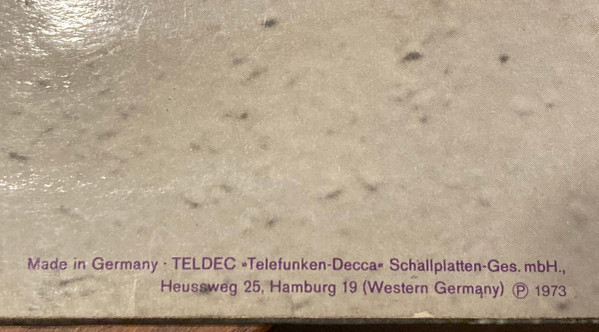 Made in Germany · TELDEC »Telefunken-Decca« Schallplatten-Ges. mbH.,
Heussweg 25, Hamburg 19 (Western Germany) Ⓟ 1973